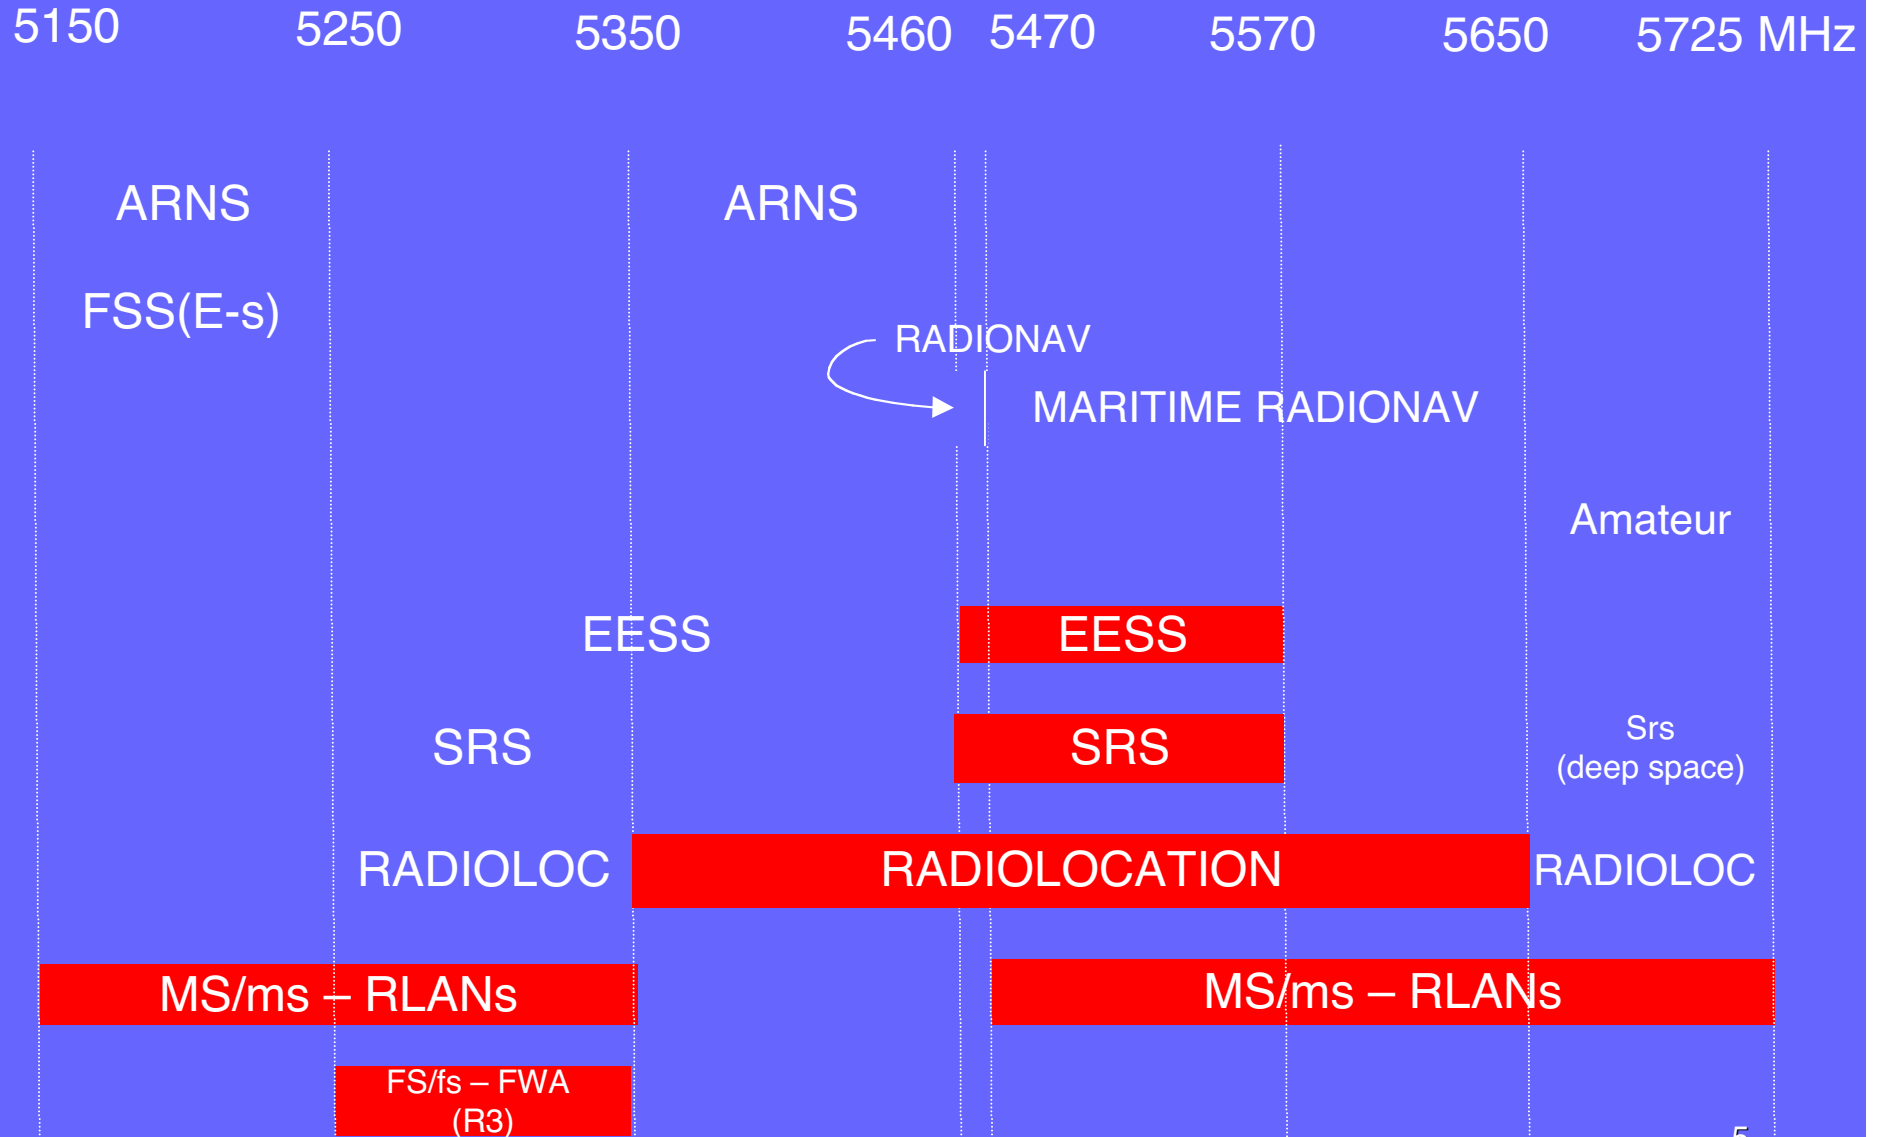 5150 5250 5350 5460 5470 5570 5650 5725 MHz
ARNS ARNS
FSS(E-s)
RADIONAV
MARITIME RADIONAV
Amateur
EESS EESS
SRS SRS Srs
(deep space)
RADIOLOC RADIOLOCATION RADIOLOC
MS/ms – RLANs MS/ms – RLANs
FS/fs – FWA
(R3)
5